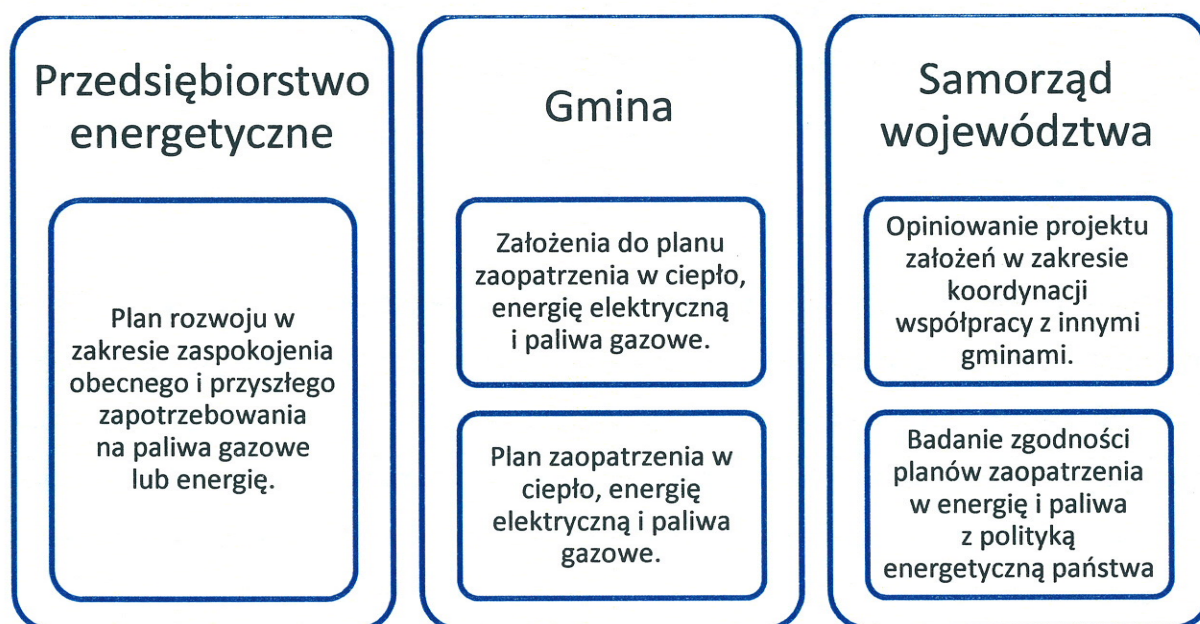 Przedsiębiorstwo
energetyczne
Plan rozwoju w
zakresie zaspokojenia
obecnego i przyszłego
zapotrzebowania
na paliwa gazowe
lub energię.
Gmina
Założenia do planu
zaopatrzenia w ciepło,
energię elektryczną
i paliwa gazowe.
Plan zaopatrzenia w
ciepło, energię
elektryczną i paliwa
gazowe.
Samorząd
województwa
Opiniowanie projektu
założeń w zakresie
koordynacji
współpracy z innymi
gminami.
Badanie zgodności
planów zaopatrzenia
w energię i paliwa
z polityką
energetyczną państwa